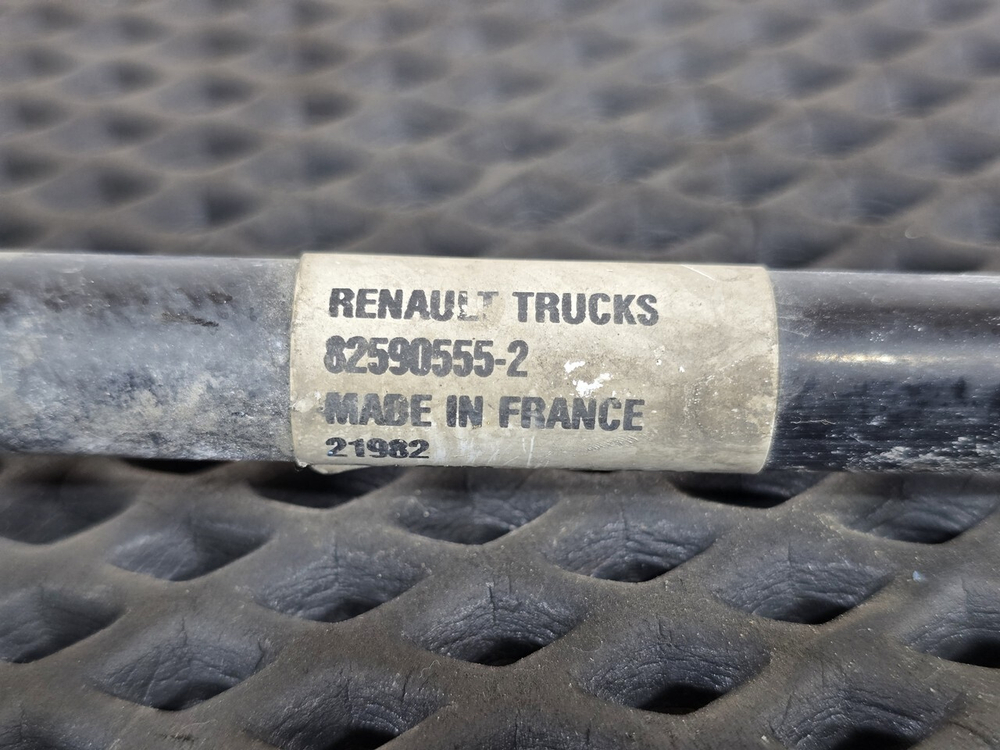 RENAULT TRUCKS
82590555-2
MADE IN FRANCE
21982